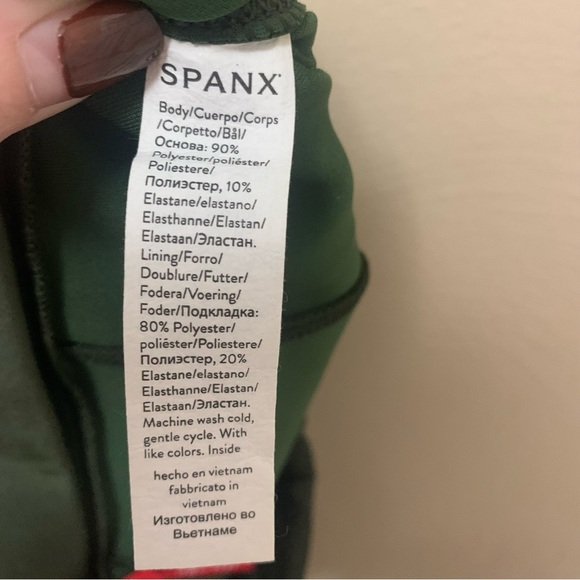 SPANX
Body/Cuerpo/Corps
/Corpetto/Bål/
Основа: 90%
Polyester/poliéster/
Poliestere/
Полиэстер, 10%
Elastane/elastano/
Elasthanne/Elastan/
Elastaan/Эластан.
Lining/Forro/
Doublure/Futter/
Fodera/Voering/
Foder/Подкладка:
80% Polyester/
poliéster/Poliestere/
Полиэстер, 20%
Elastane/elastano/
Elasthanne/Elastan/
Elastaan/Эластан.
Machine wash cold,
gentle cycle. With
like colors. Inside
hecho en vietnam
fabbricato in
vietnam
Изготовлено во
Вьетнаме